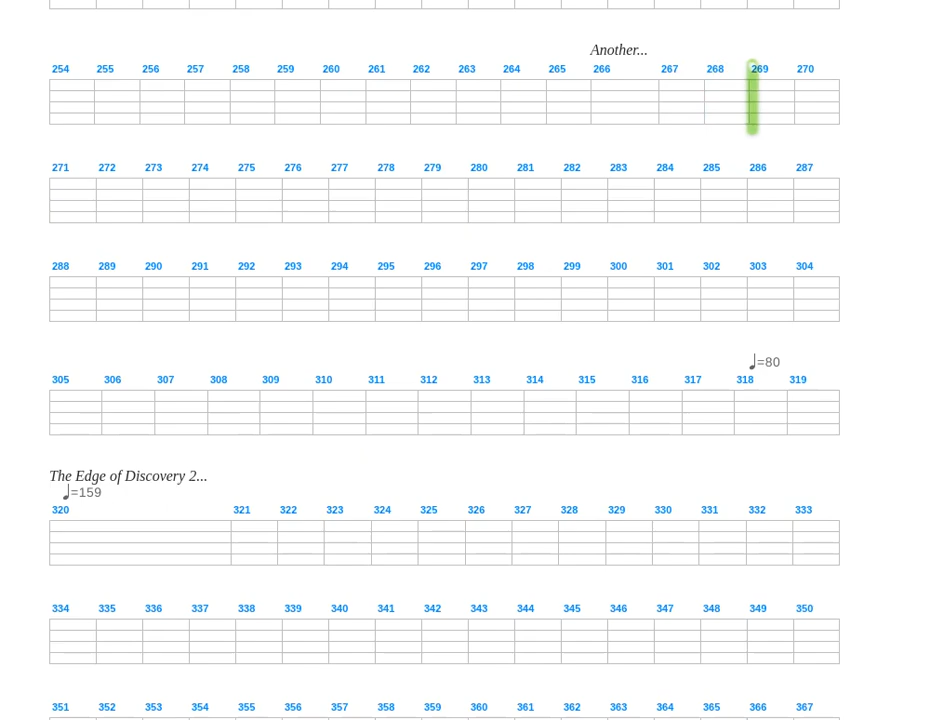 Another...
254 255 256 257 258 259 260 261 262 263 264 265 266 267 268 269 270
271 272 273 274 275 276 277 278 279 280 281 282 283 284 285 286 287
288 289 290 291 292 293 294 295 296 297 298 299 300 301 302 303 304
♩=80
305 306 307 308 309 310 311 312 313 314 315 316 317 318 319
The Edge of Discovery 2...
♩=159
320 321 322 323 324 325 326 327 328 329 330 331 332 333
334 335 336 337 338 339 340 341 342 343 344 345 346 347 348 349 350
351 352 353 354 355 356 357 358 359 360 361 362 363 364 365 366 367